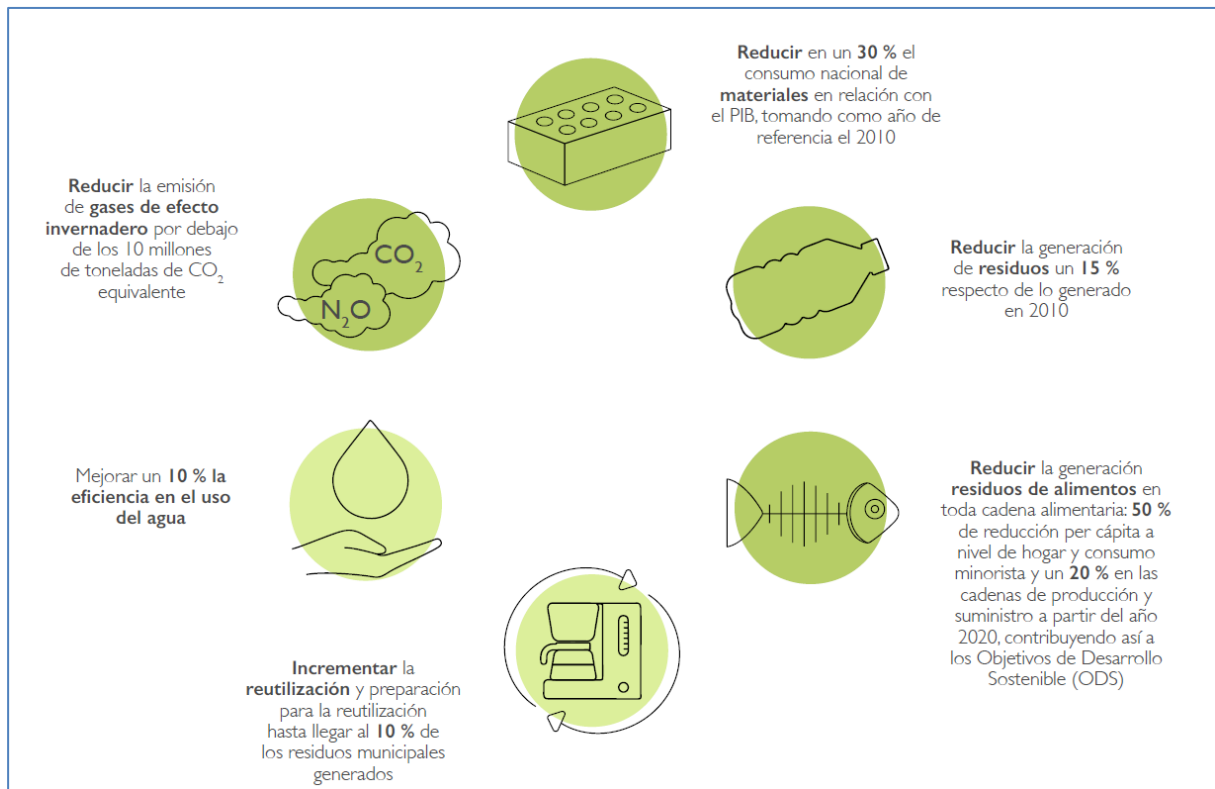 Reducir en un 30 % el
consumo nacional de
materiales en relación con
el PIB, tomando como año de
referencia el 2010
Reducir la emisión
de gases de efecto
invernadero por debajo
de los 10 millones
de toneladas de CO₂
equivalente
CO₂
N₂O
Reducir la generación
de residuos un 15 %
respecto de lo generado
en 2010
Mejorar un 10 % la
eficiencia en el uso
del agua
Reducir la generación
residuos de alimentos en
toda cadena alimentaria: 50 %
de reducción per cápita a
nivel de hogar y consumo
minorista y un 20 % en las
cadenas de producción y
suministro a partir del año
2020, contribuyendo así a
los Objetivos de Desarrollo
Sostenible (ODS)
Incrementar la
reutilización y preparación
para la reutilización
hasta llegar al 10 % de
los residuos municipales
generados